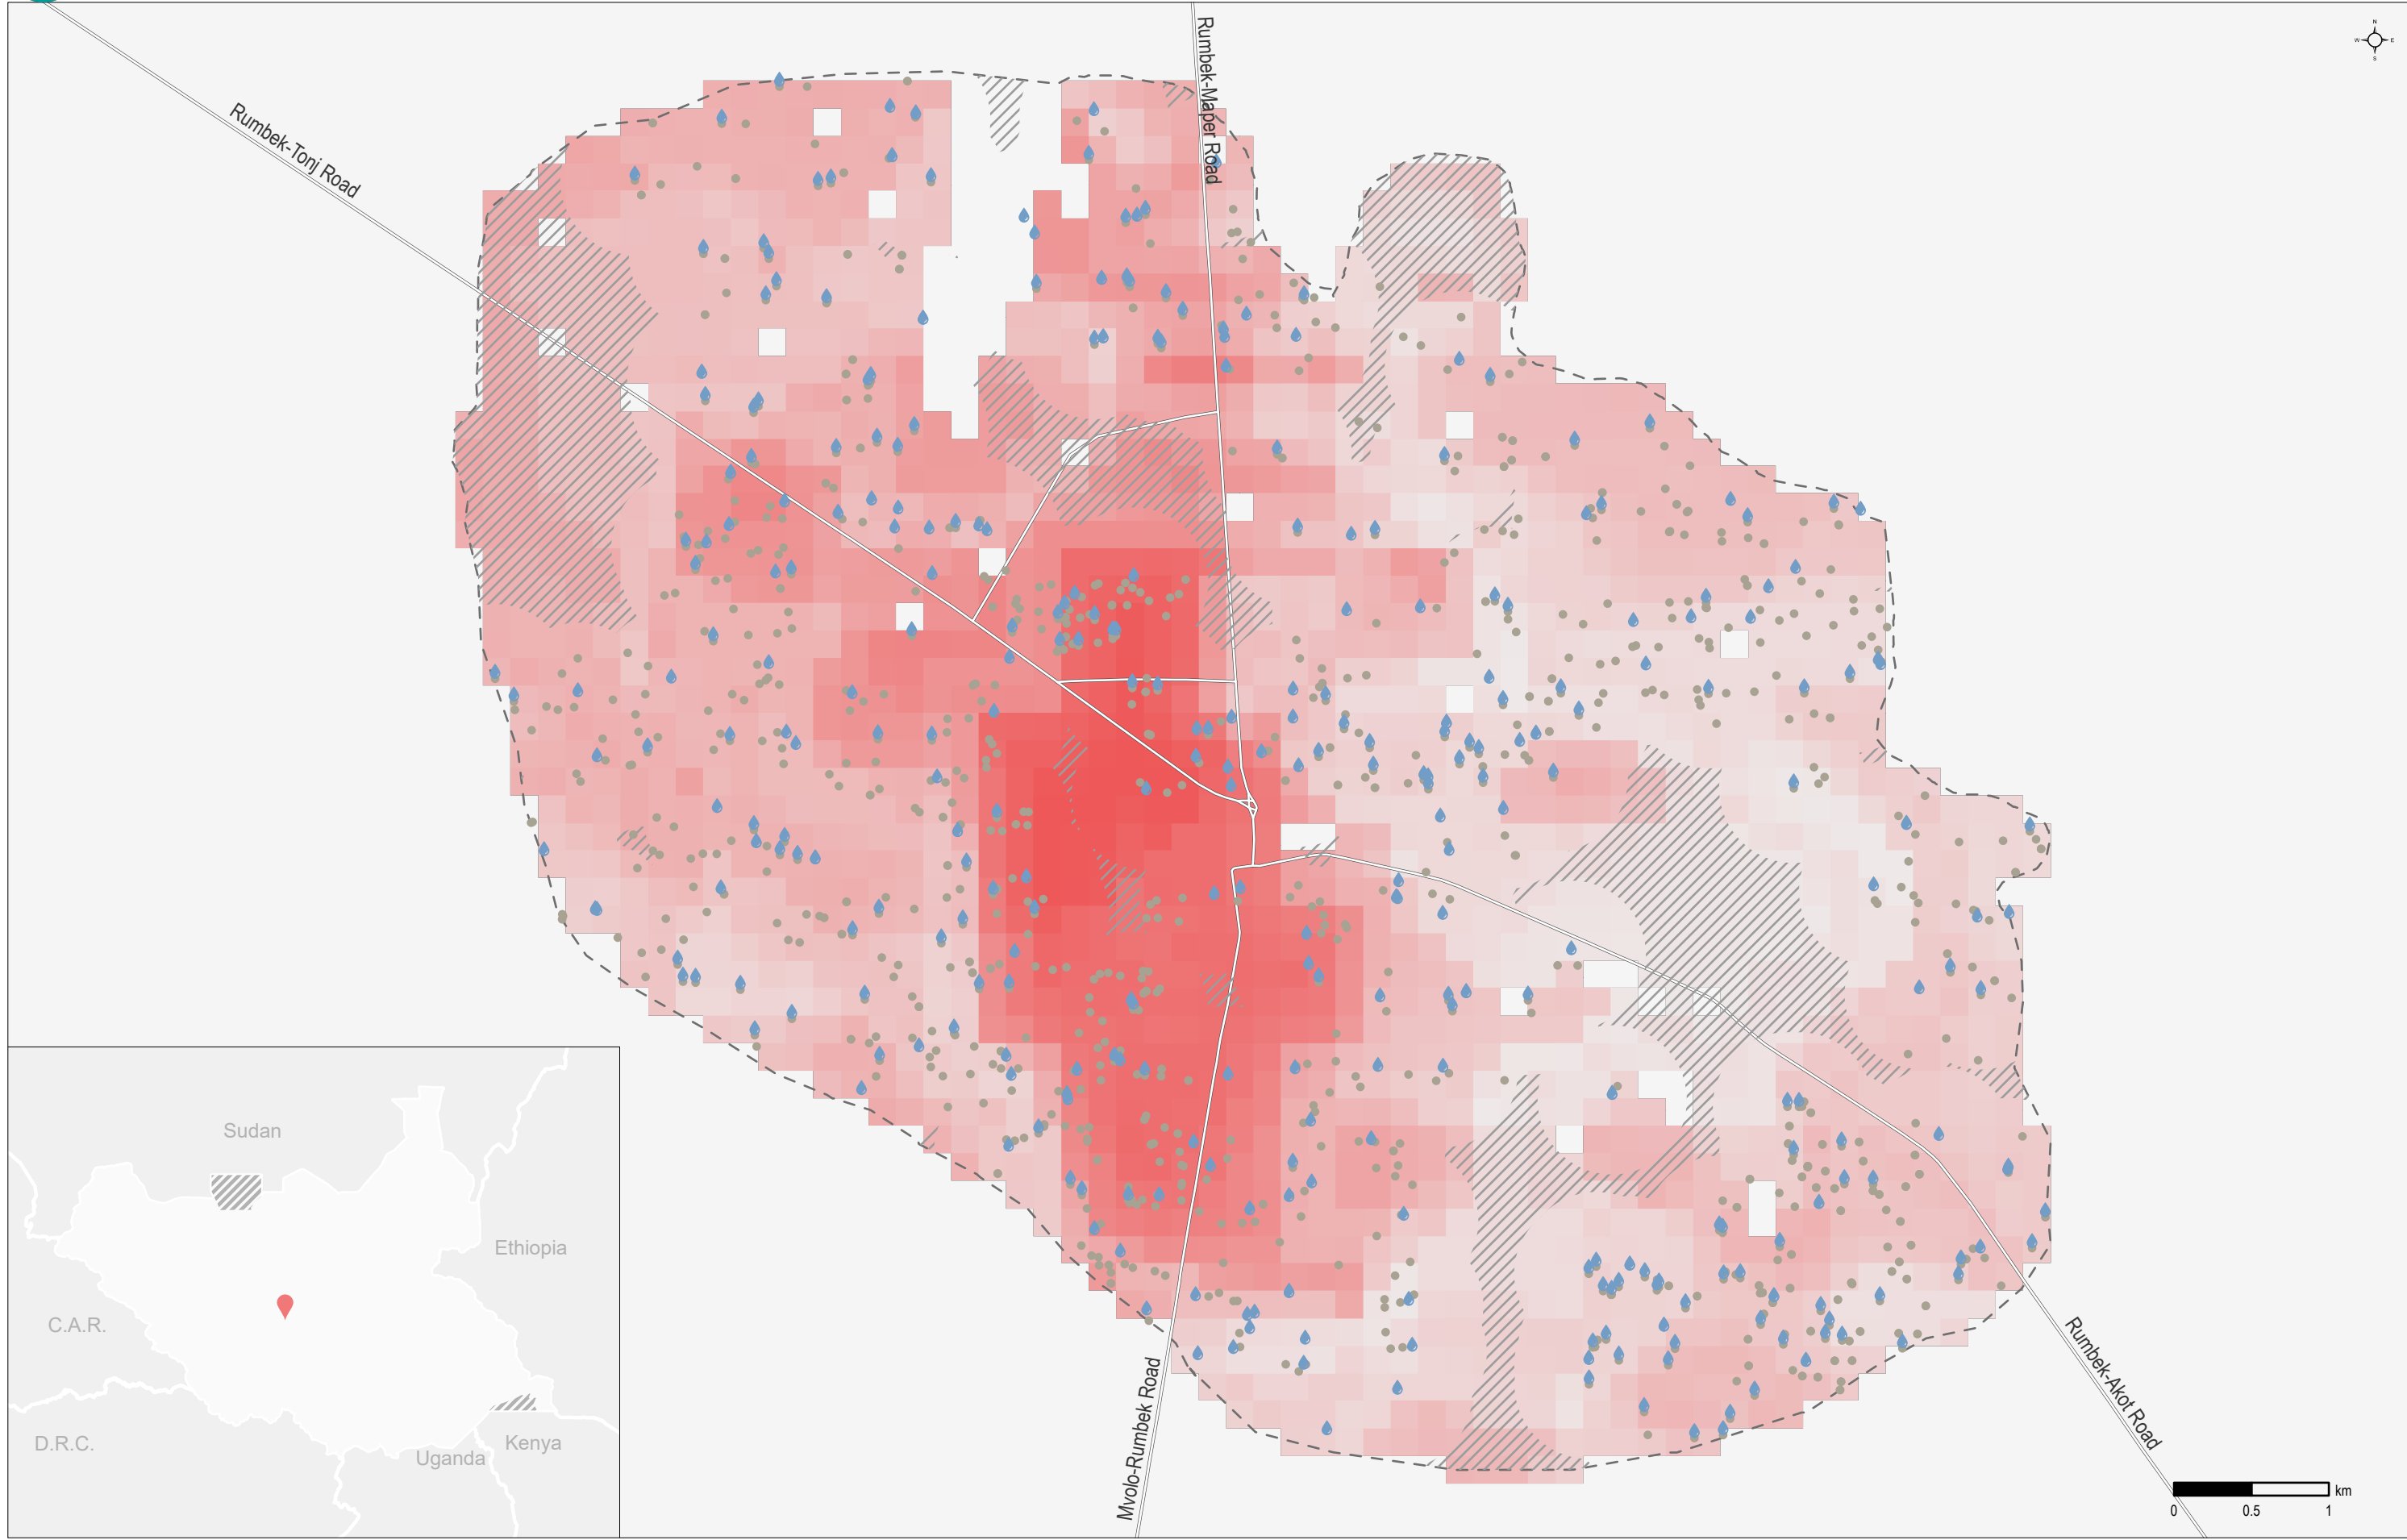 Rumbek-Maper Road
N
W E
S
Rumbek-Tonj Road
Sudan
Ethiopia
C.A.R.
D.R.C.
Kenya
Uganda
Mvolo-Rumbek Road
Rumbek-Akot Road
km
0 0.5 1